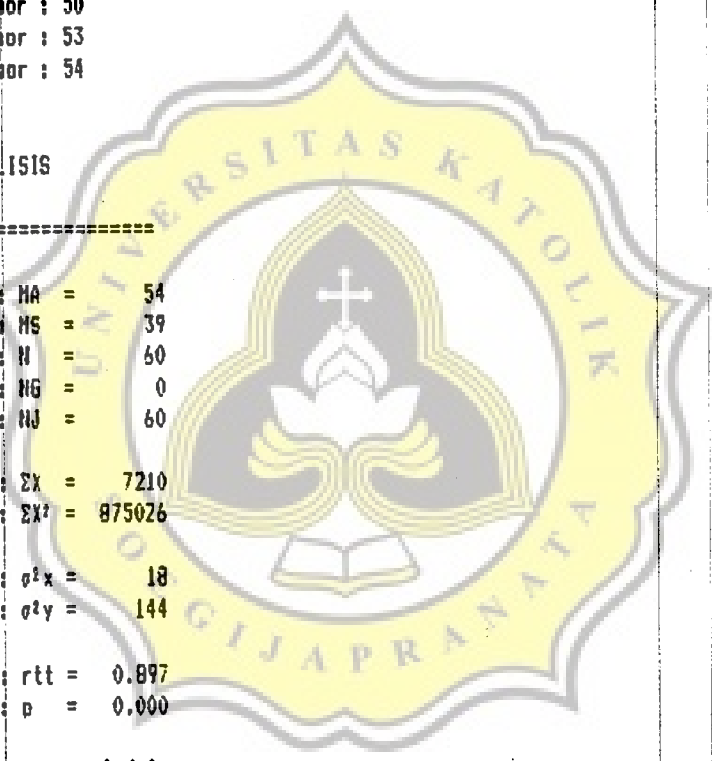 or : 50
or : 53
or : 54
ISIS
==============
: MA = 54
: MS = 39
: N = 60
: NG = 0
: NJ = 60
: ΣX = 7210
: ΣX² = 875026
: σ²x = 18
: σ²y = 144
: rtt = 0.897
: p = 0.000
UNIVERSITAS KATOLIK
SOEGIJAPRANATA